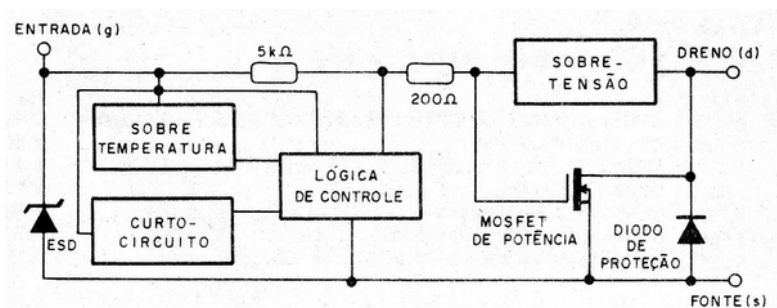 ENTRADA (g)
5kΩ
200Ω
SOBRE-
TENSÃO
DRENO (d)
SOBRE
TEMPERATURA
LÓGICA
DE CONTROLE
CURTO-
CIRCUITO
ESD
MOSFET
DE POTÊNCIA
DIODO
DE
PROTEÇÃO
FONTE (s)